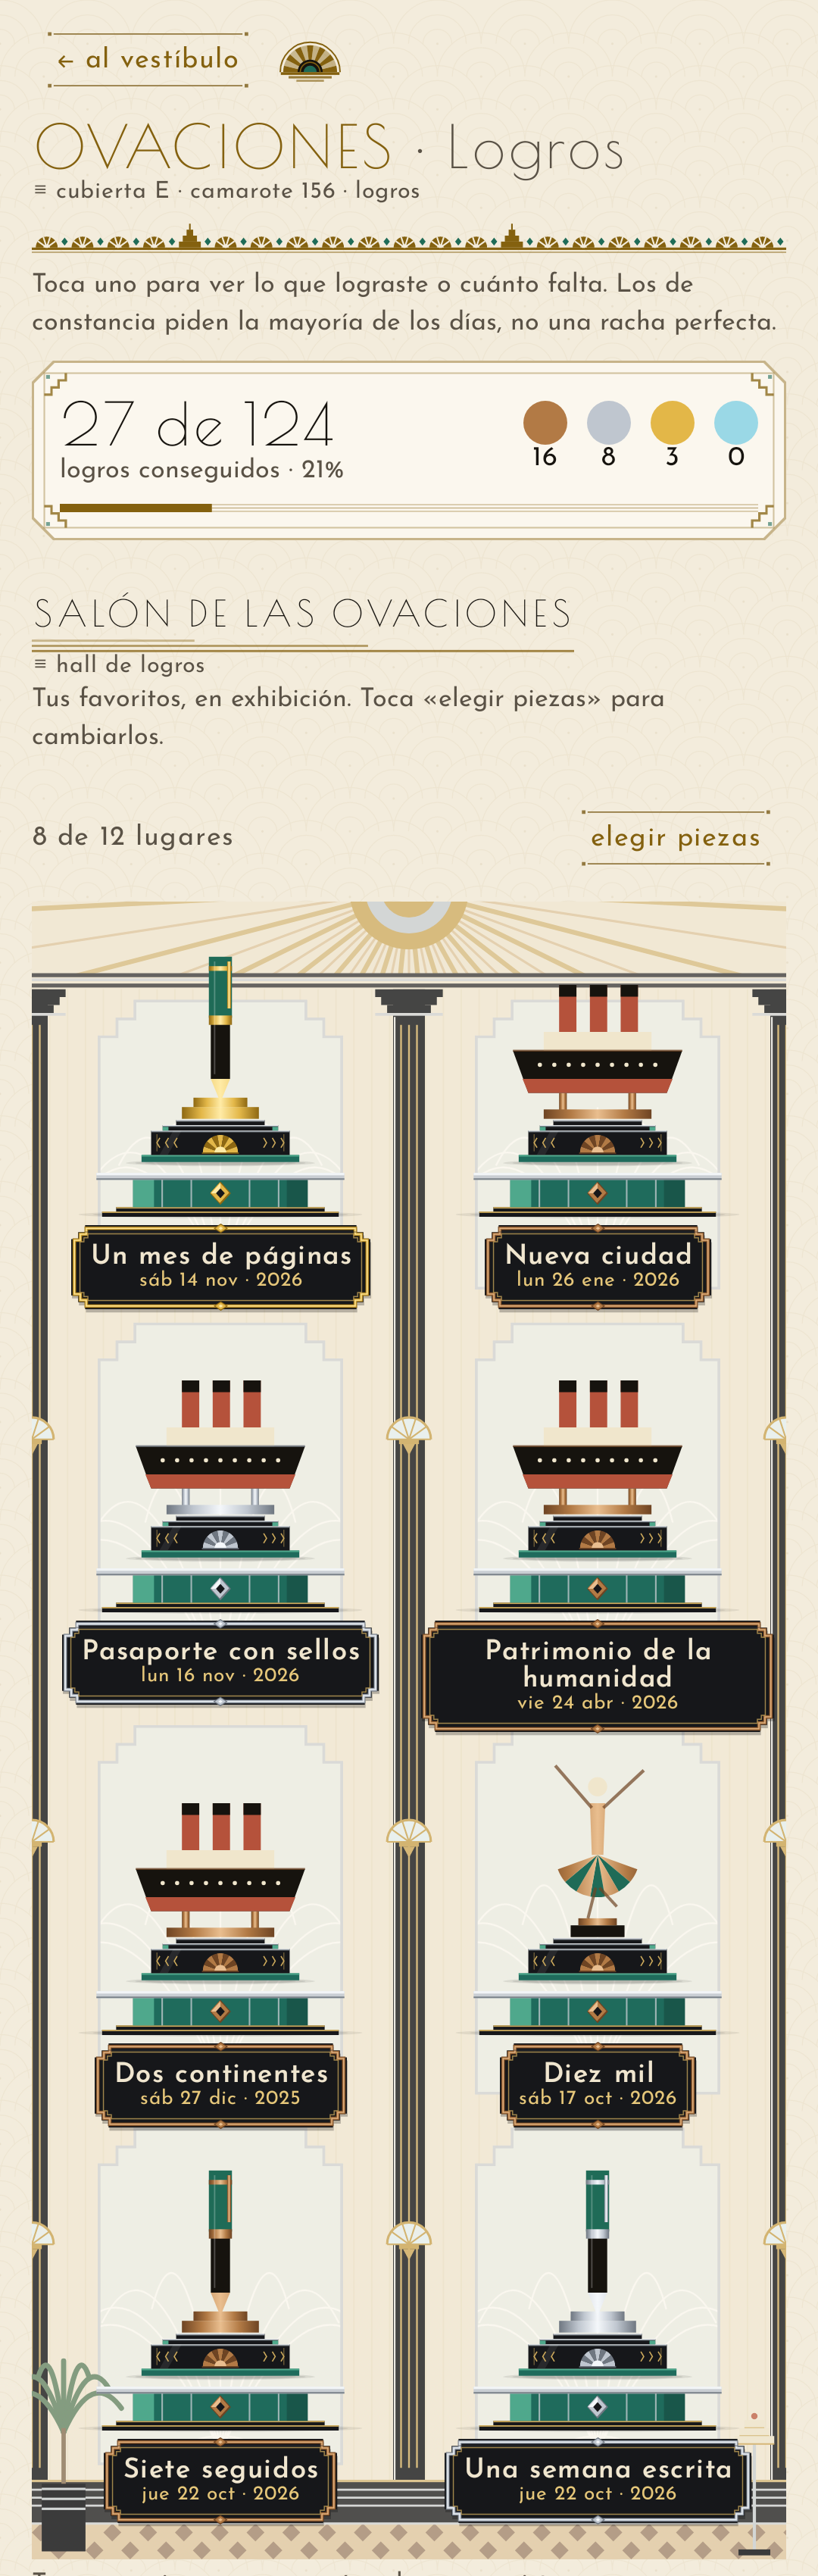 ← al vestíbulo
OVACIONES · Logros
≡ cubierta E · camarote 156 · logros
Toca uno para ver lo que lograste o cuánto falta. Los de
constancia piden la mayoría de los días, no una racha perfecta.
27 de 124
logros conseguidos · 21%
16 8 3 0
SALÓN DE LAS OVACIONES
≡ hall de logros
Tus favoritos, en exhibición. Toca «elegir piezas» para
cambiarlos.
8 de 12 lugares
elegir piezas
Un mes de páginas
sáb 14 nov · 2026
Nueva ciudad
lun 26 ene · 2026
Pasaporte con sellos
lun 16 nov · 2026
Patrimonio de la
humanidad
vie 24 abr · 2026
Dos continentes
sáb 27 dic · 2025
Diez mil
sáb 17 oct · 2026
Siete seguidos
jue 22 oct · 2026
Una semana escrita
jue 22 oct · 2026